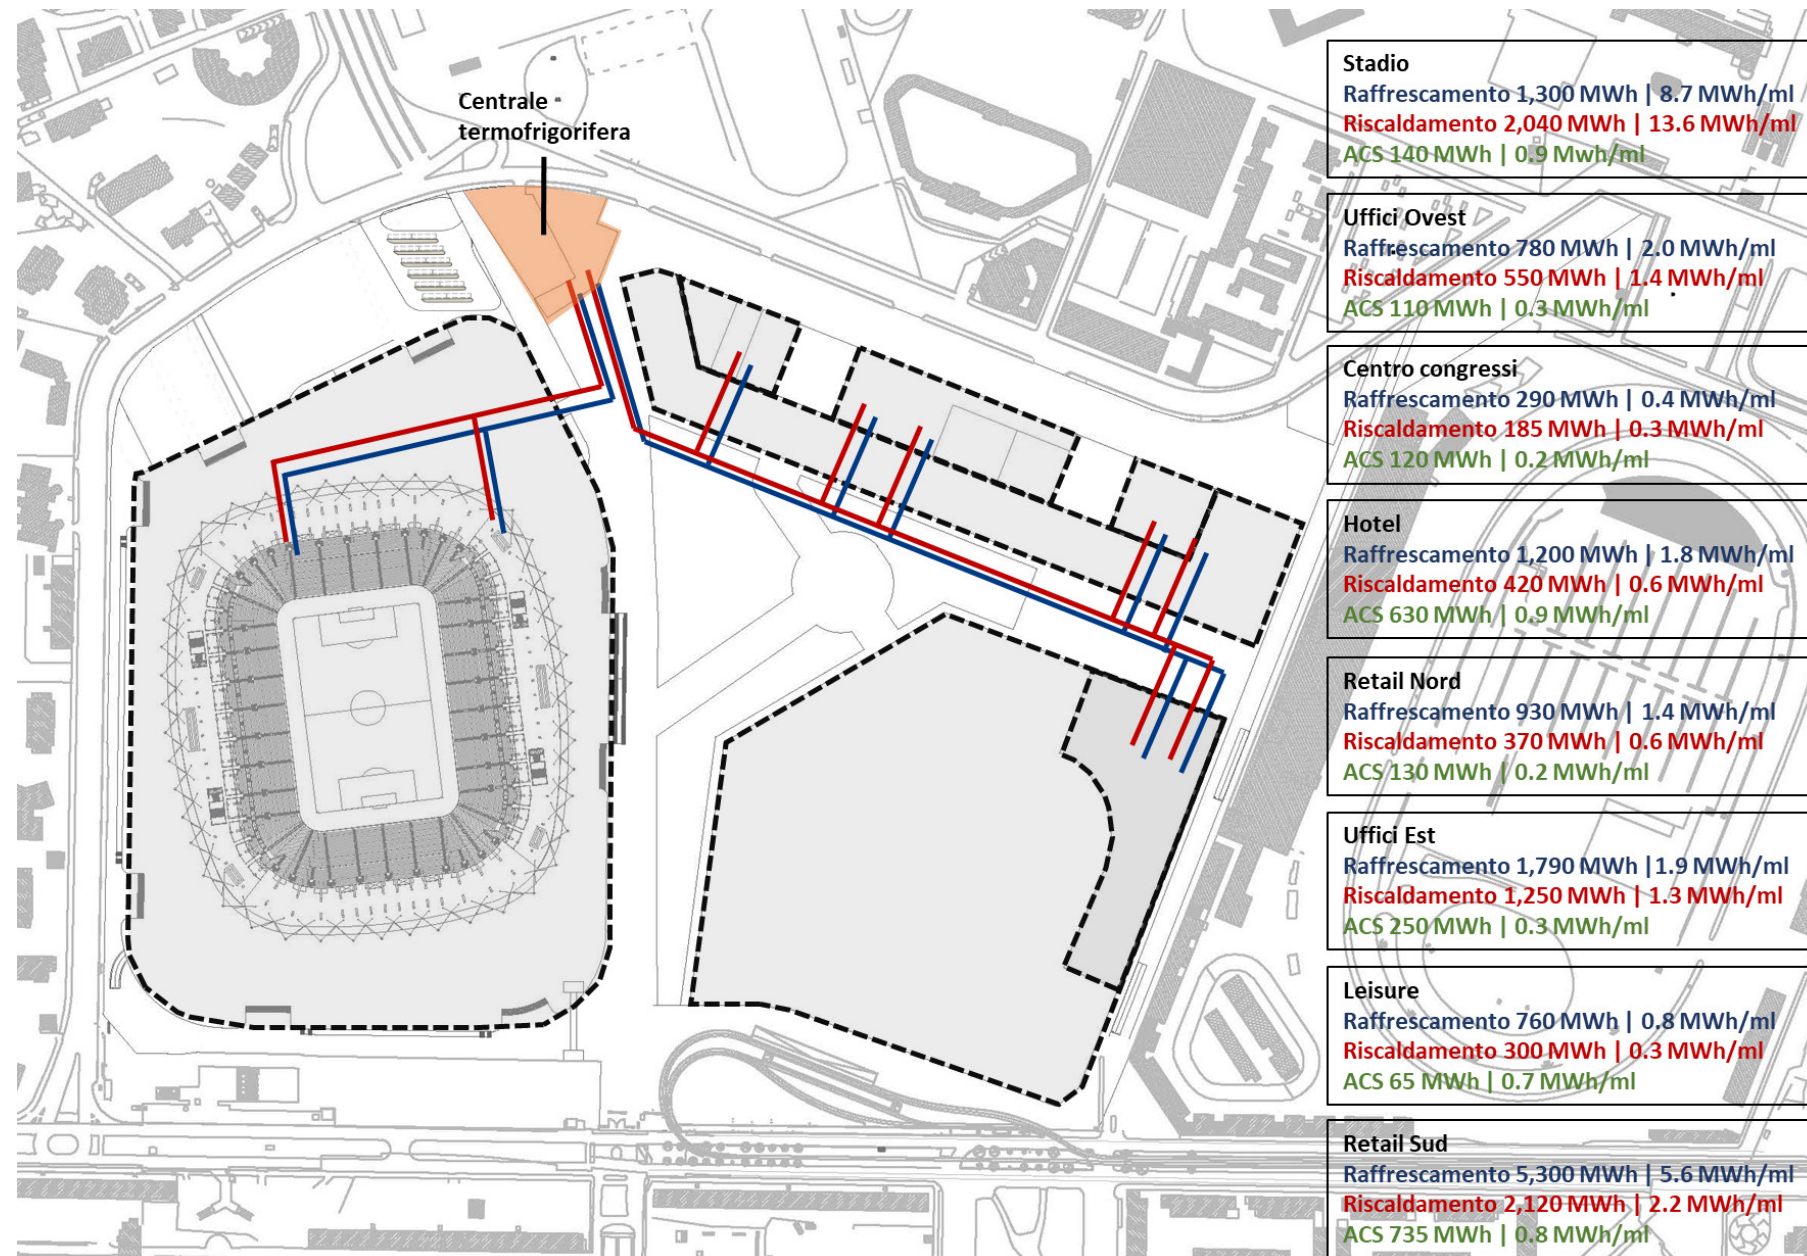 Centrale
termofrigorifera
Stadio
Raffrescamento 1,300 MWh | 8.7 MWh/ml
Riscaldamento 2,040 MWh | 13.6 MWh/ml
ACS 140 MWh | 0.9 Mwh/ml
Uffici Ovest
Raffrescamento 780 MWh | 2.0 MWh/ml
Riscaldamento 550 MWh | 1.4 MWh/ml
ACS 110 MWh | 0.3 MWh/ml
Centro congressi
Raffrescamento 290 MWh | 0.4 MWh/ml
Riscaldamento 185 MWh | 0.3 MWh/ml
ACS 120 MWh | 0.2 MWh/ml
Hotel
Raffrescamento 1,200 MWh | 1.8 MWh/ml
Riscaldamento 420 MWh | 0.6 MWh/ml
ACS 630 MWh | 0.9 MWh/ml
Retail Nord
Raffrescamento 930 MWh | 1.4 MWh/ml
Riscaldamento 370 MWh | 0.6 MWh/ml
ACS 130 MWh | 0.2 MWh/ml
Uffici Est
Raffrescamento 1,790 MWh |1.9 MWh/ml
Riscaldamento 1,250 MWh | 1.3 MWh/ml
ACS 250 MWh | 0.3 MWh/ml
Leisure
Raffrescamento 760 MWh | 0.8 MWh/ml
Riscaldamento 300 MWh | 0.3 MWh/ml
ACS 65 MWh | 0.7 MWh/ml
Retail Sud
Raffrescamento 5,300 MWh | 5.6 MWh/ml
Riscaldamento 2,120 MWh | 2.2 MWh/ml
ACS 735 MWh | 0.8 MWh/ml